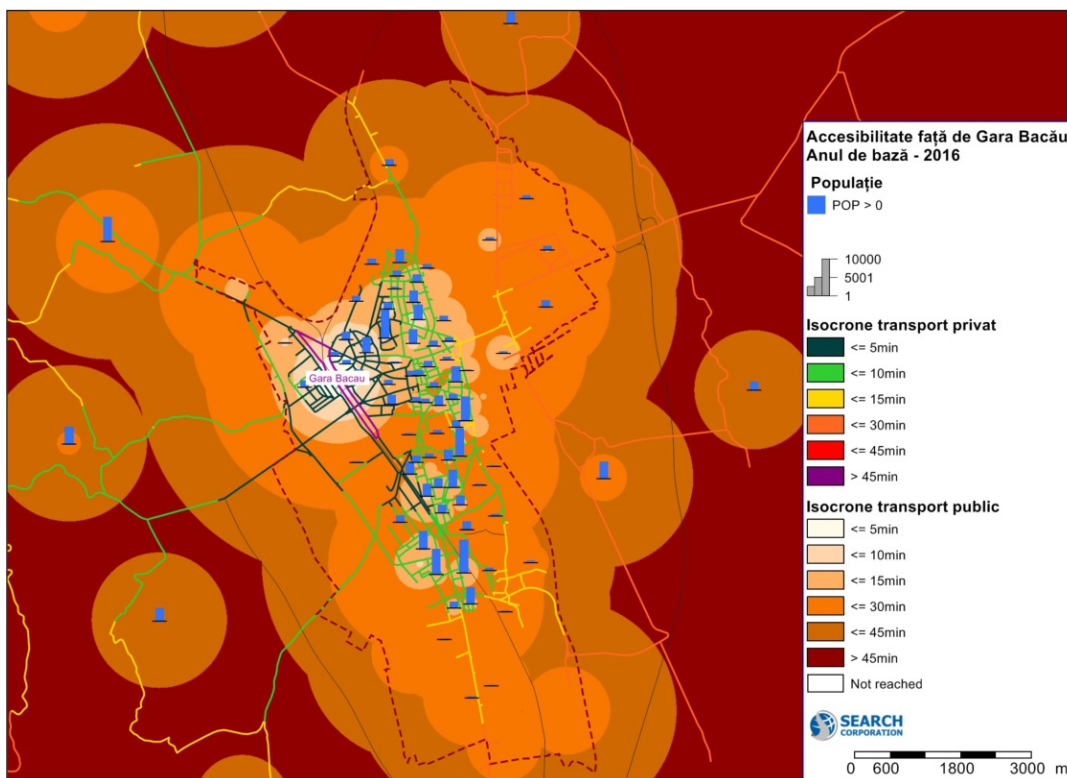 Gara Bacau
Accesibilitate față de Gara Bacău
Anul de bază - 2016
Populație
POP > 0
10000
5001
1
Isocrone transport privat
<= 5min
<= 10min
<= 15min
<= 30min
<= 45min
> 45min
Isocrone transport public
<= 5min
<= 10min
<= 15min
<= 30min
<= 45min
> 45min
Not reached
SEARCH
CORPORATION
0 600 1800 3000 m